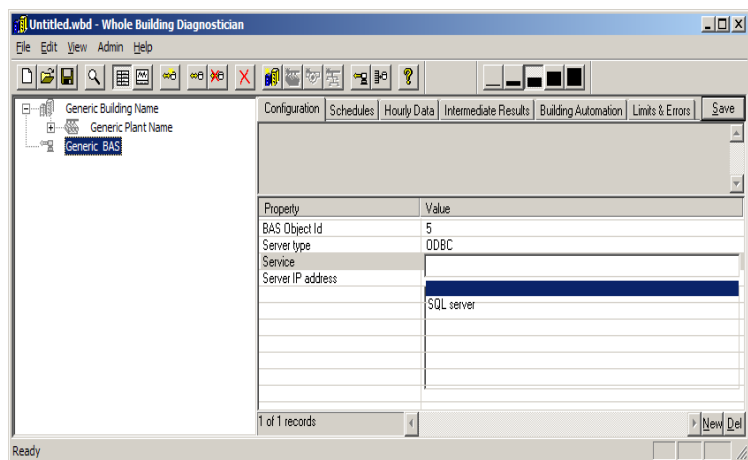 Untitled.wbd - Whole Building Diagnostician
File Edit View Admin Help
Generic Building Name
Generic Plant Name
Generic BAS
Configuration Schedules Hourly Data Intermediate Results Building Automation Limits & Errors Save
Property Value
BAS Object Id 5
Server type ODBC
Service
SQL server
Server IP address
1 of 1 records New Del
Ready